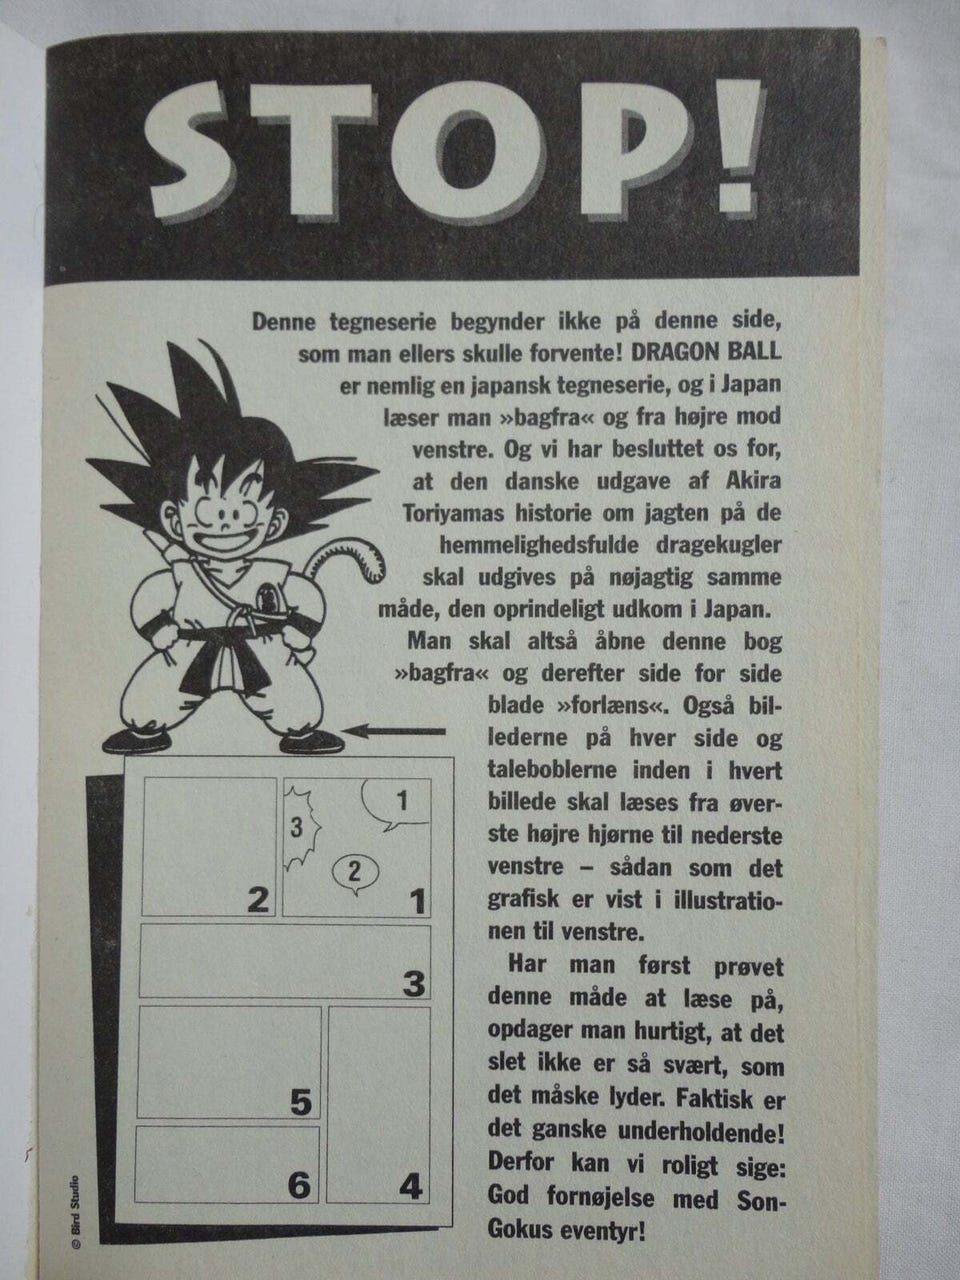 STOP!
Denne tegneserie begynder ikke på denne side,
som man ellers skulle forvente! DRAGON BALL
er nemlig en japansk tegneserie, og i Japan
læser man »bagfra« og fra højre mod
venstre. Og vi har besluttet os for,
at den danske udgave af Akira
Toriyamas historie om jagten på de
hemmelighedsfulde dragekugler
skal udgives på nøjagtig samme
måde, den oprindeligt udkom i Japan.
Man skal altså åbne denne bog
»bagfra« og derefter side for side
blade »forlæns«. Også bil-
lederne på hver side og
taleboblerne inden i hvert
billede skal læses fra øver-
ste højre hjørne til nederste
venstre – sådan som det
grafisk er vist i illustratio-
nen til venstre.
Har man først prøvet
denne måde at læse på,
opdager man hurtigt, at det
slet ikke er så svært, som
det måske lyder. Faktisk er
det ganske underholdende!
Derfor kan vi roligt sige:
God fornøjelse med Son-
Gokus eventyr!
1
2
3
1
2
3
4
5
6
© Bird Studio